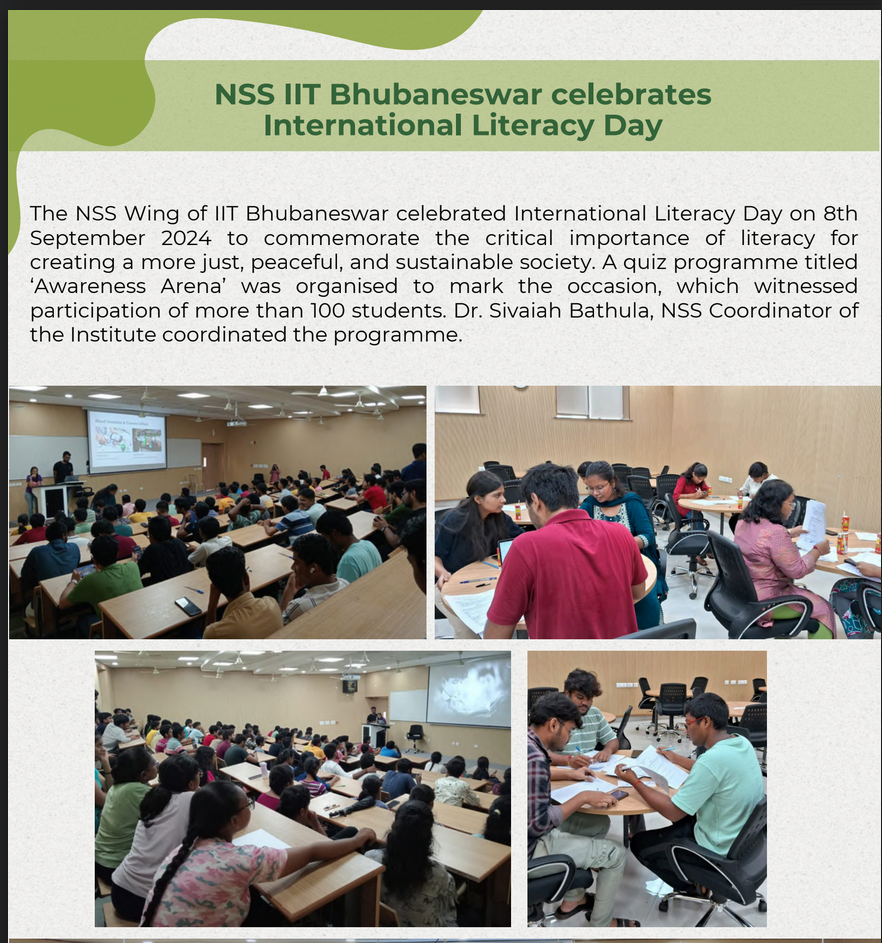 NSS IIT Bhubaneswar celebrates
International Literacy Day
The NSS Wing of IIT Bhubaneswar celebrated International Literacy Day on 8th
September 2024 to commemorate the critical importance of literacy for
creating a more just, peaceful, and sustainable society. A quiz programme titled
‘Awareness Arena’ was organised to mark the occasion, which witnessed
participation of more than 100 students. Dr. Sivaiah Bathula, NSS Coordinator of
the Institute coordinated the programme.